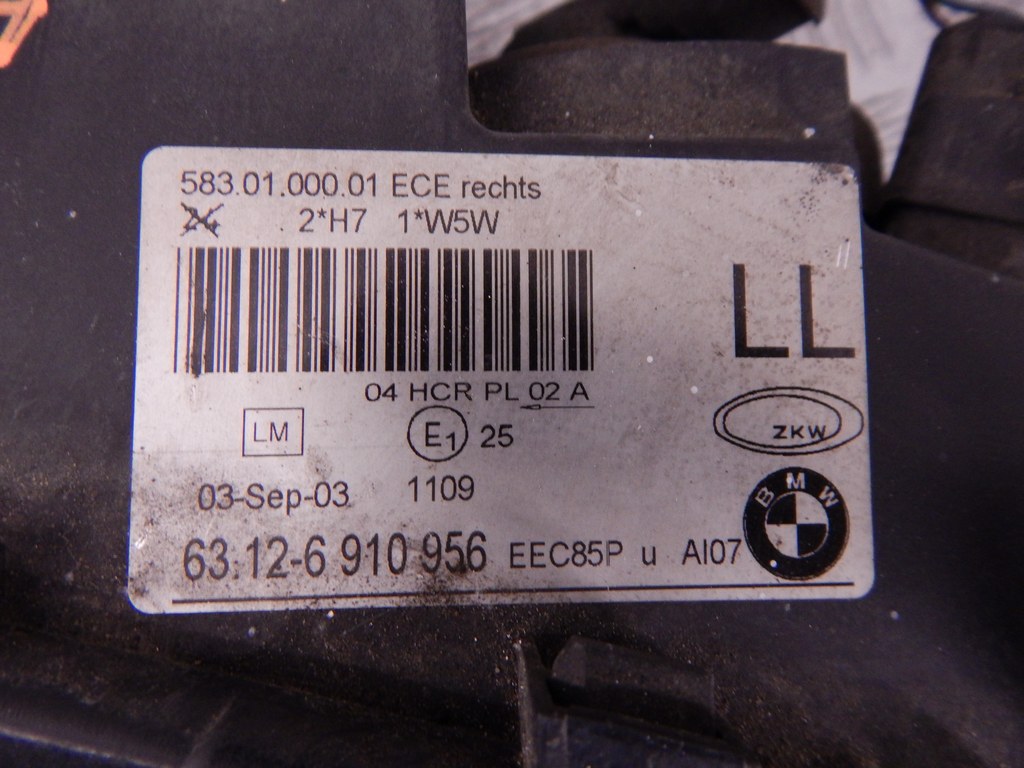 583.01.000.01 ECE rechts
2*H7 1*W5W
LL
04 HCR PL 02 A
LM E1 25
ZKW
03-Sep-03 1109
BMW
63.12-6 910 956 EEC85P u AI07